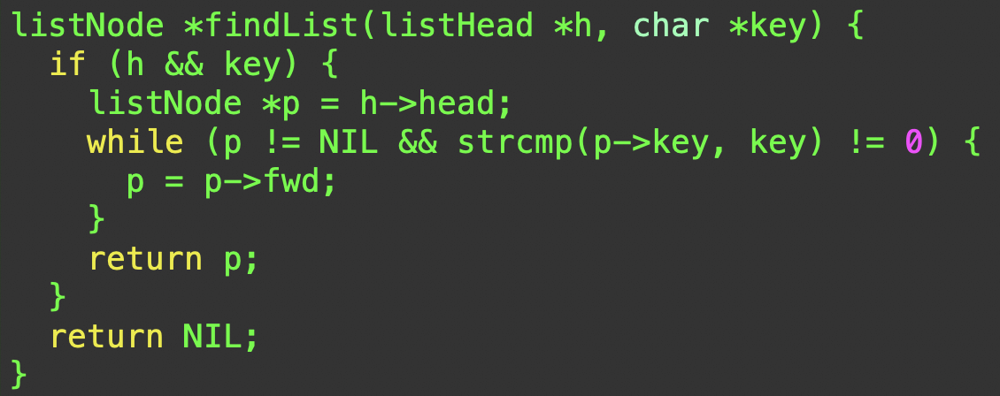 listNode *findList(listHead *h, char *key) {
  if (h && key) {
    listNode *p = h->head;
    while (p != NIL && strcmp(p->key, key) != 0) {
      p = p->fwd;
    }
    return p;
  }
  return NIL;
}